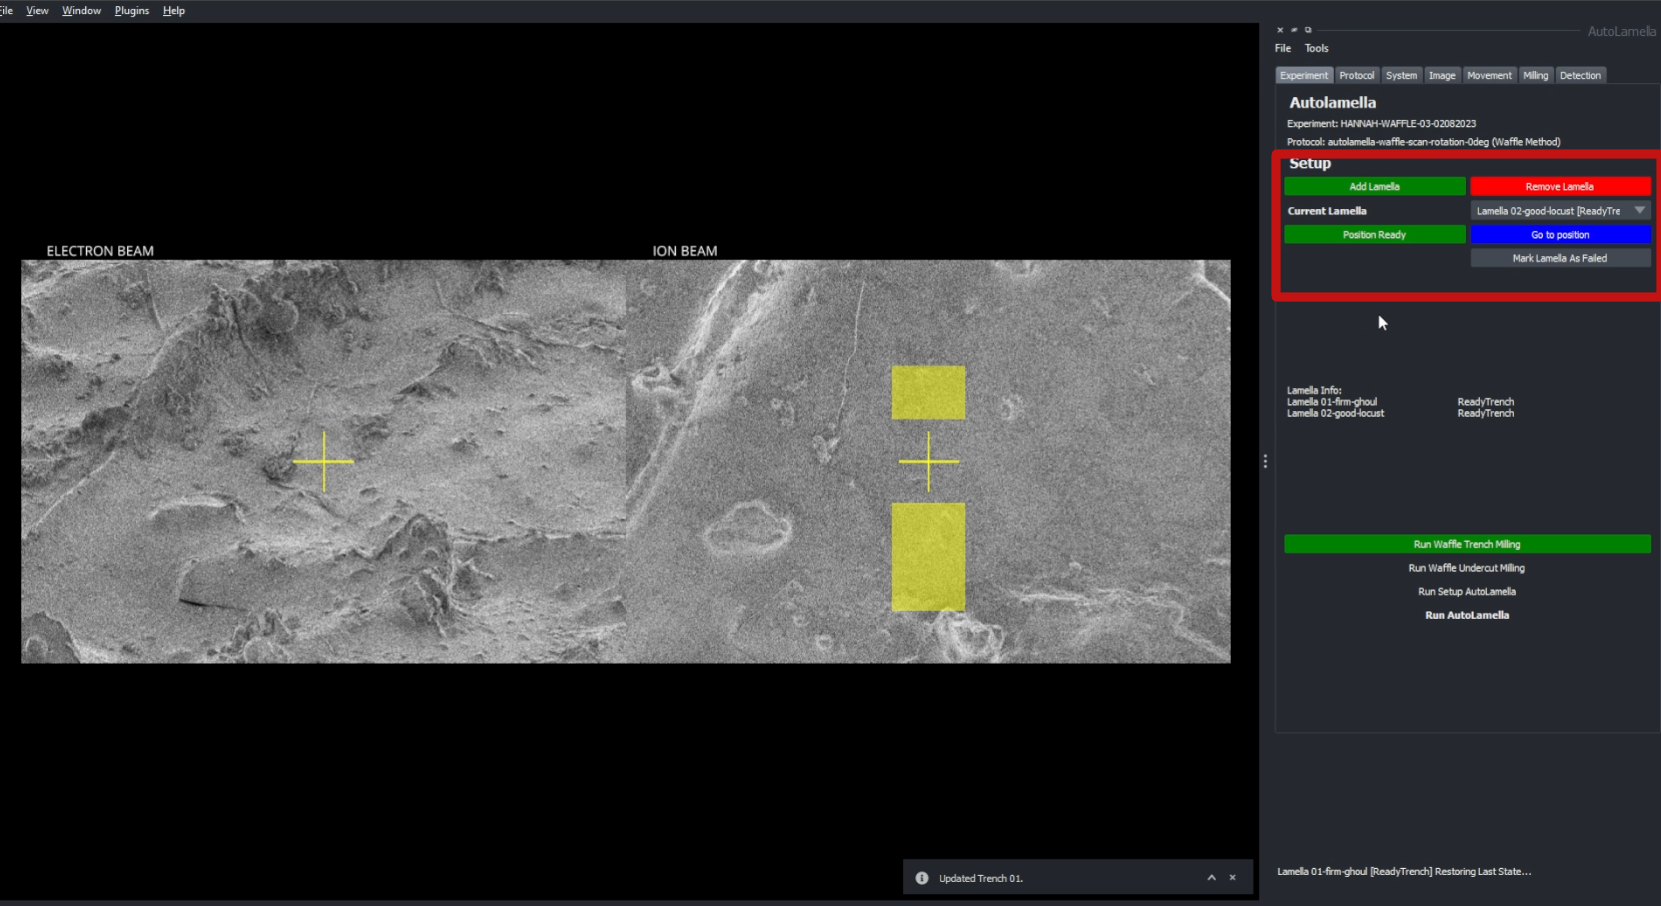 File View Window Plugins Help
AutoLamella
File Tools
Experiment Protocol System Image Movement Milling Detection
Autolamella
Experiment: HANNAH-WAFFLE-03-02082023
Protocol: autolamella-waffle-scan-rotation-0deg (Waffle Method)
Setup
Add Lamella Remove Lamella
Current Lamella Lamella 02-good-locust [ReadyTre
Position Ready Go to position
Mark Lamella As Failed
ELECTRON BEAM ION BEAM
Lamella Info:
Lamella 01-firm-ghoul ReadyTrench
Lamella 02-good-locust ReadyTrench
Run Waffle Trench Milling
Run Waffle Undercut Milling
Run Setup AutoLamella
Run AutoLamella
Updated Trench 01.
Lamella 01-firm-ghoul [ReadyTrench] Restoring Last State...